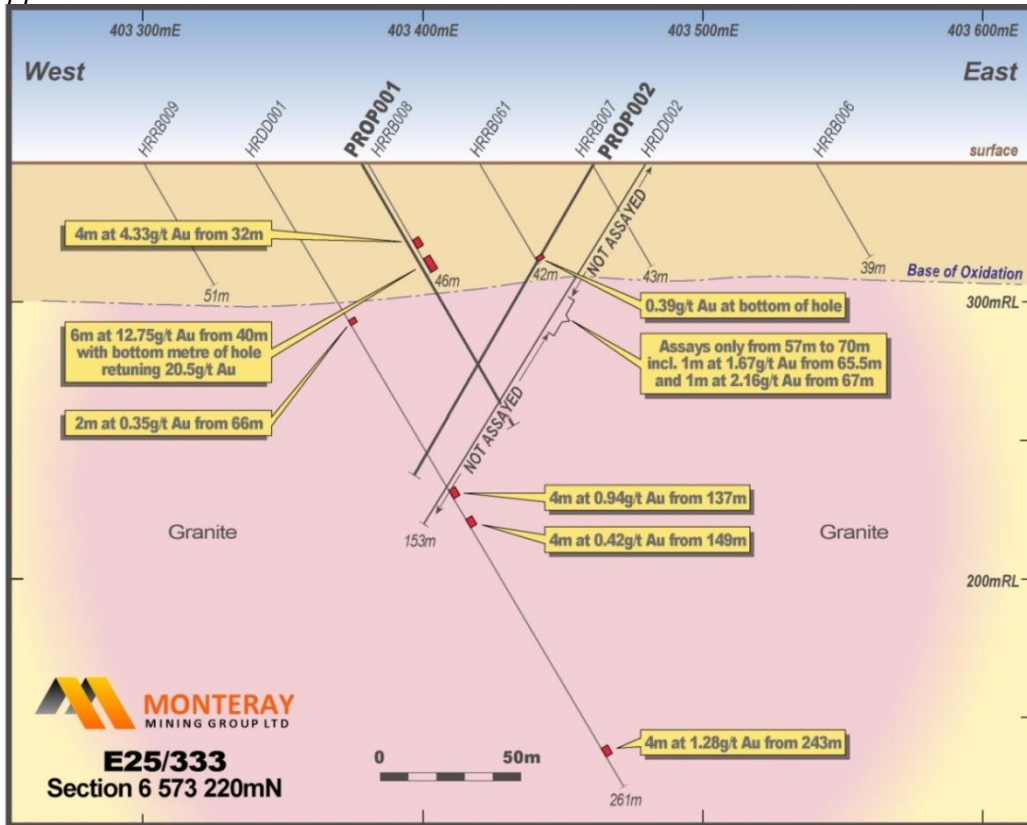 403 300mE
403 400mE
403 500mE
403 600mE
West
East
HRRB009
HRDD001
PROP001
HRRB008
HRRB061
HRRB007
PROP002
HRDD002
HRRB006
surface
4m at 4.33g/t Au from 32m
51m
46m
42m
NOT ASSAYED
43m
39m
Base of Oxidation
300mRL
0.39g/t Au at bottom of hole
6m at 12.75g/t Au from 40m
with bottom metre of hole
retuning 20.5g/t Au
Assays only from 57m to 70m
incl. 1m at 1.67g/t Au from 65.5m
and 1m at 2.16g/t Au from 67m
2m at 0.35g/t Au from 66m
NOT ASSAYED
4m at 0.94g/t Au from 137m
Granite
153m
4m at 0.42g/t Au from 149m
Granite
200mRL
MONTERAY
MINING GROUP LTD
E25/333
Section 6 573 220mN
0
50m
4m at 1.28g/t Au from 243m
261m